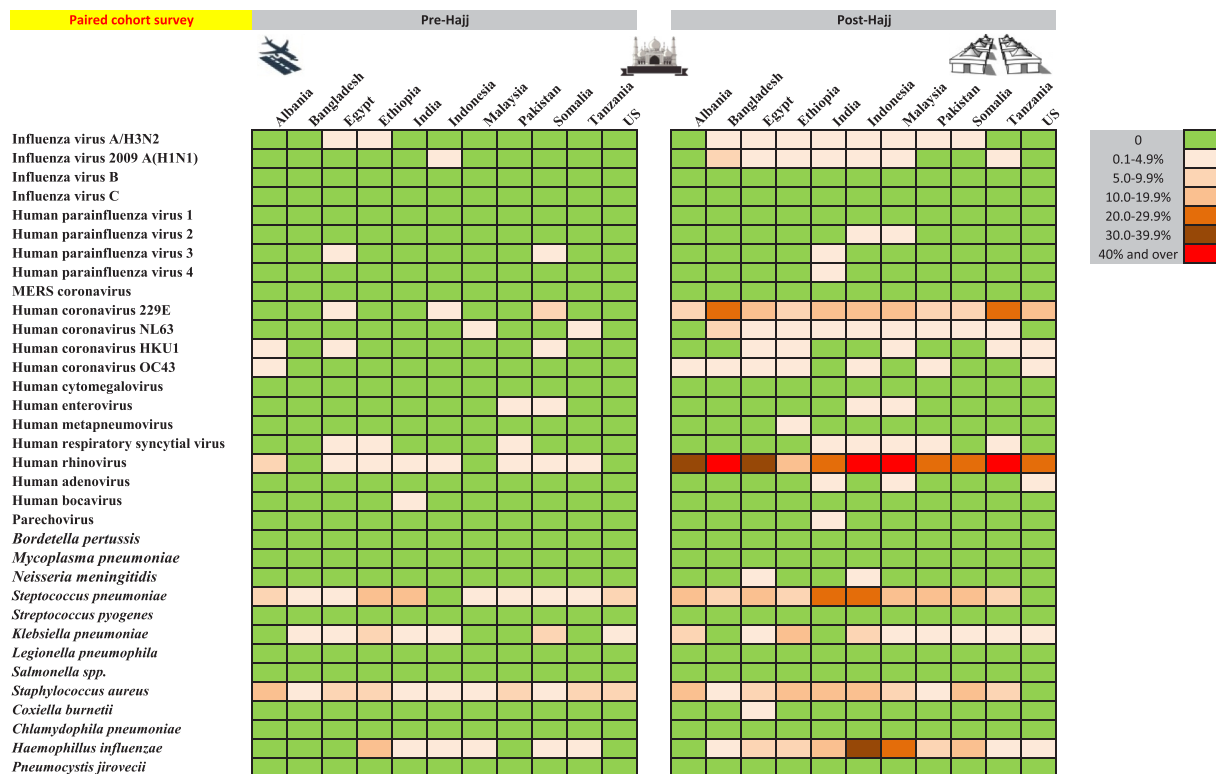 Paired cohort survey
Pre-Hajj
Post-Hajj
Albania
Bangladesh
Egypt
Ethiopia
India
Indonesia
Malaysia
Pakistan
Somalia
Tanzania
US
Albania
Bangladesh
Egypt
Ethiopia
India
Indonesia
Malaysia
Pakistan
Somalia
Tanzania
US
Influenza virus A/H3N2
Influenza virus 2009 A(H1N1)
Influenza virus B
Influenza virus C
Human parainfluenza virus 1
Human parainfluenza virus 2
Human parainfluenza virus 3
Human parainfluenza virus 4
MERS coronavirus
Human coronavirus 229E
Human coronavirus NL63
Human coronavirus HKU1
Human coronavirus OC43
Human cytomegalovirus
Human enterovirus
Human metapneumovirus
Human respiratory syncytial virus
Human rhinovirus
Human adenovirus
Human bocavirus
Parechovirus
Bordetella pertussis
Mycoplasma pneumoniae
Neisseria meningitidis
Steptococcus pneumoniae
Streptococcus pyogenes
Klebsiella pneumoniae
Legionella pneumophila
Salmonella spp.
Staphylococcus aureus
Coxiella burnetii
Chlamydophila pneumoniae
Haemophillus influenzae
Pneumocystis jirovecii
0
0.1-4.9%
5.0-9.9%
10.0-19.9%
20.0-29.9%
30.0-39.9%
40% and over